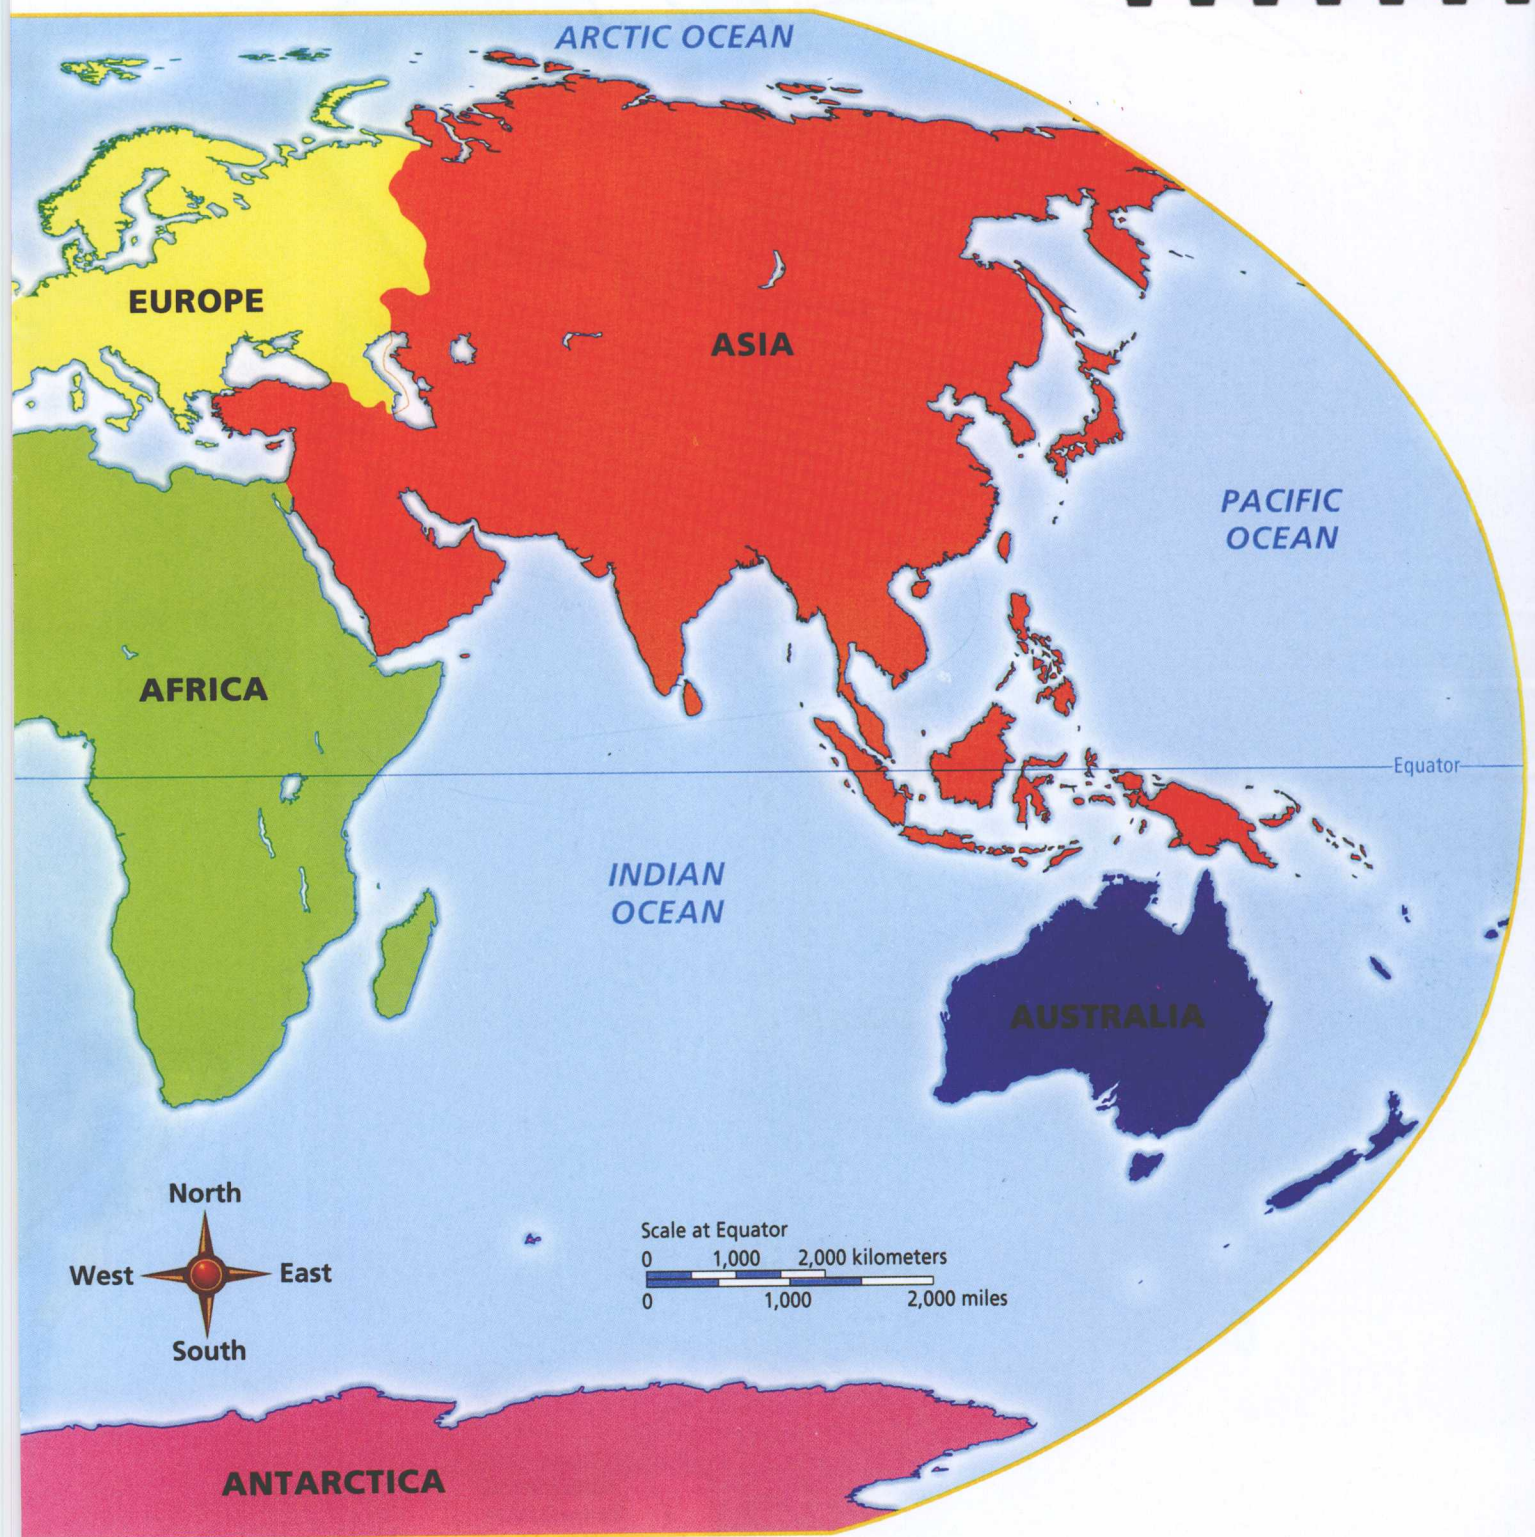 ARCTIC OCEAN
EUROPE
ASIA
PACIFIC
OCEAN
AFRICA
Equator
INDIAN
OCEAN
AUSTRALIA
North
West
East
South
Scale at Equator
0 1,000 2,000 kilometers
0 1,000 2,000 miles
ANTARCTICA